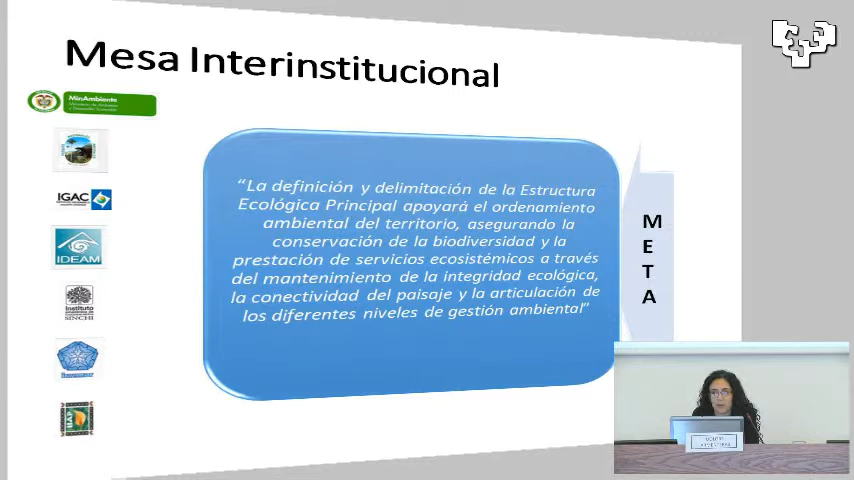 Mesa Interinstitucional
MinAmbiente
IGAC
IDEAM
Instituto
SINCHI
“La definición y delimitación de la Estructura
Ecológica Principal apoyará el ordenamiento
ambiental del territorio, asegurando la
conservación de la biodiversidad y la
prestación de servicios ecosistémicos a través
del mantenimiento de la integridad ecológica,
la conectividad del paisaje y la articulación de
los diferentes niveles de gestión ambiental”
M
E
T
A